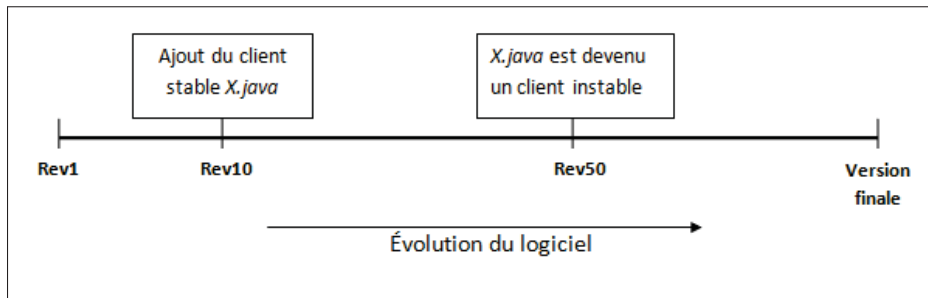 Ajout du client
stable X.java
X.java est devenu
un client instable
Rev1
Rev10
Rev50
Version
finale
Évolution du logiciel